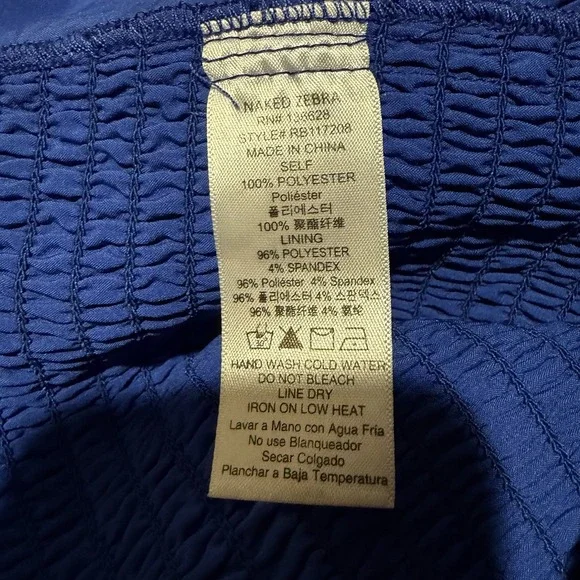 NAKED ZEBRA
RN# 136628
STYLE# RB117208
MADE IN CHINA
SELF
100% POLYESTER
Poliéster
폴리에스터
100% 聚酯纤维
LINING
96% POLYESTER
4% SPANDEX
96% Poliéster 4% Spandex
96% 폴리에스터 4% 스판덱스
96% 聚酯纤维 4% 氨纶
HAND WASH COLD WATER
DO NOT BLEACH
LINE DRY
IRON ON LOW HEAT
Lavar a Mano con Agua Fria
No use Blanqueador
Secar Colgado
Planchar a Baja Temperatura